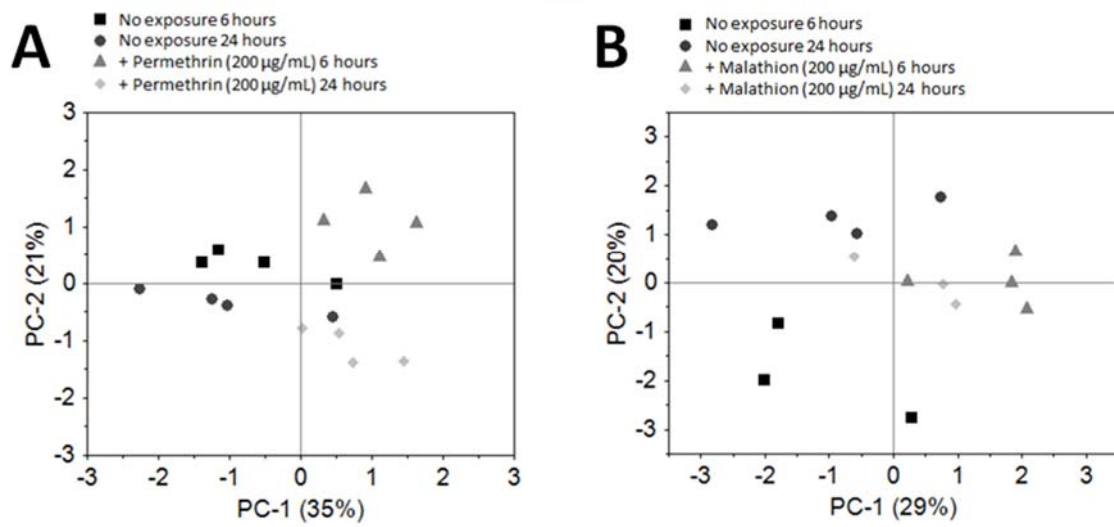 A
No exposure 6 hours
No exposure 24 hours
+ Permethrin (200 µg/mL) 6 hours
+ Permethrin (200 µg/mL) 24 hours
3
2
1
0
-1
-2
-3
PC-2 (21%)
-3 -2 -1 0 1 2 3
PC-1 (35%)
B
No exposure 6 hours
No exposure 24 hours
+ Malathion (200 µg/mL) 6 hours
+ Malathion (200 µg/mL) 24 hours
3
2
1
0
-1
-2
-3
PC-2 (20%)
-3 -2 -1 0 1 2 3
PC-1 (29%)